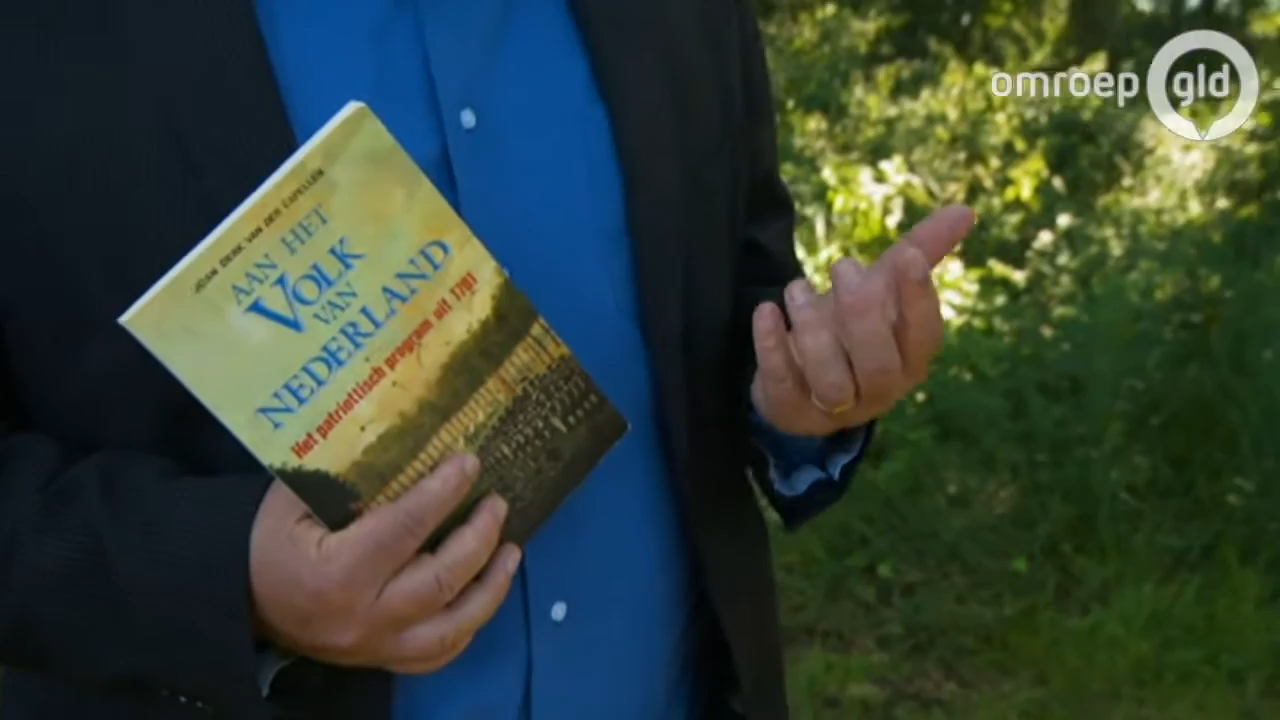 omroep gld
JOAN DERK VAN DER CAPELLEN
AAN HET
VOLK
VAN
NEDERLAND
Het patriottisch program uit 1781